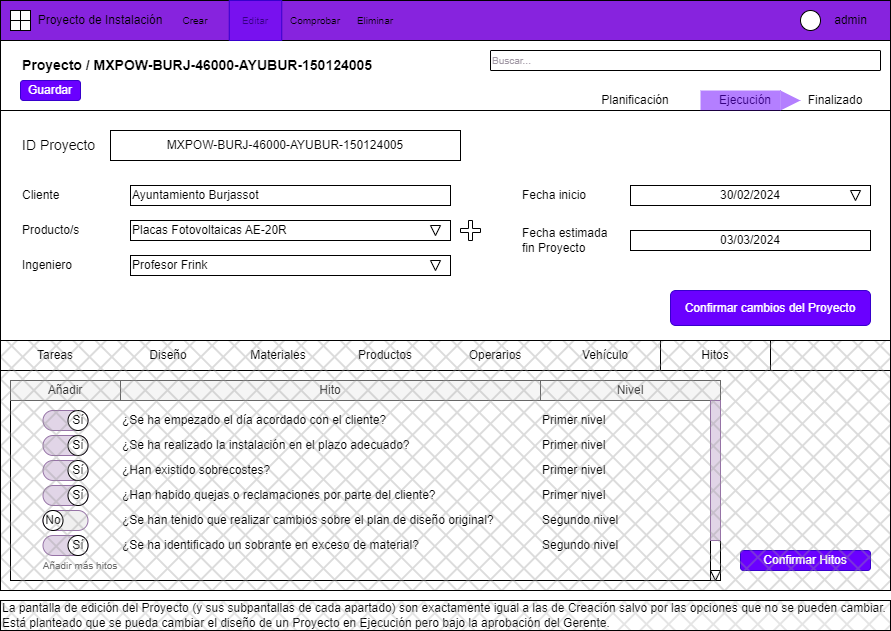 Proyecto de Instalación Crear Editar Comprobar Eliminar admin
Proyecto / MXPOW-BURJ-46000-AYUBUR-150124005
Buscar...
Guardar
Planificación Ejecución Finalizado
ID Proyecto MXPOW-BURJ-46000-AYUBUR-150124005
Cliente Ayuntamiento Burjassot
Fecha inicio 30/02/2024
Producto/s Placas Fotovoltaicas AE-20R
Fecha estimada
fin Proyecto 03/03/2024
Ingeniero Profesor Frink
Confirmar cambios del Proyecto
Tareas Diseño Materiales Productos Operarios Vehículo Hitos
Añadir Hito Nivel
Sí ¿Se ha empezado el día acordado con el cliente? Primer nivel
Sí ¿Se ha realizado la instalación en el plazo adecuado? Primer nivel
Sí ¿Han existido sobrecostes? Primer nivel
Sí ¿Han habido quejas o reclamaciones por parte del cliente? Primer nivel
No ¿Se han tenido que realizar cambios sobre el plan de diseño original? Segundo nivel
Sí ¿Se ha identificado un sobrante en exceso de material? Segundo nivel
Añadir más hitos
Confirmar Hitos
La pantalla de edición del Proyecto (y sus subpantallas de cada apartado) son exactamente igual a las de Creación salvo por las opciones que no se pueden cambiar.
Está planteado que se pueda cambiar el diseño de un Proyecto en Ejecución pero bajo la aprobación del Gerente.